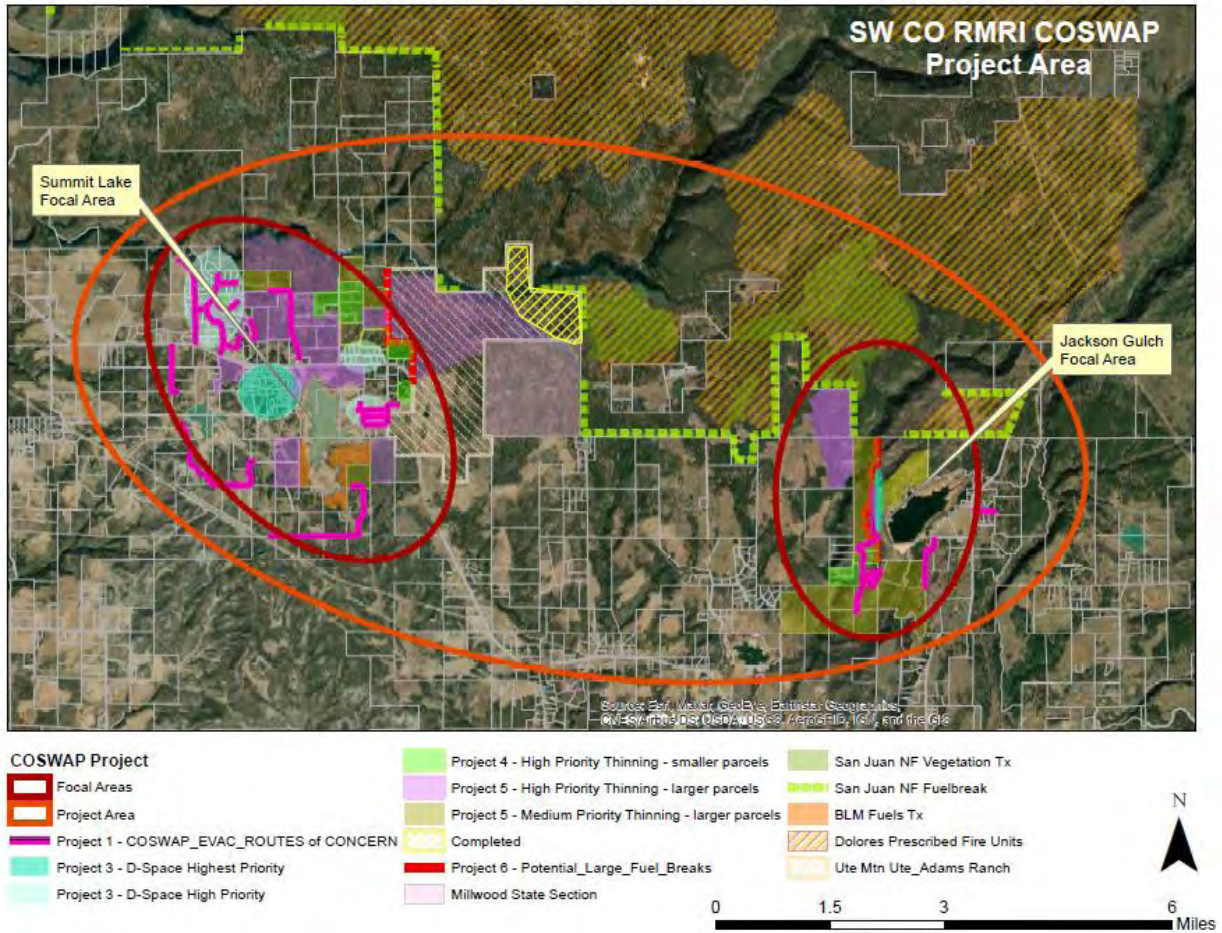 SW CO RMRI COSWAP
Project Area
Summit Lake
Focal Area
Jackson Gulch
Focal Area
Source: Esri, Maxar, GeoEye, Earthstar Geographics,
CNES/Airbus DS, USDA, USGS, AeroGRID, IGN, and the GIS
COSWAP Project
Focal Areas
Project Area
Project 1 - COSWAP_EVAC_ROUTES of CONCERN
Project 3 - D-Space Highest Priority
Project 3 - D-Space High Priority
Project 4 - High Priority Thinning - smaller parcels
Project 5 - High Priority Thinning - larger parcels
Project 5 - Medium Priority Thinning - larger parcels
Completed
Project 6 - Potential_Large_Fuel_Breaks
Millwood State Section
San Juan NF Vegetation Tx
San Juan NF Fuelbreak
BLM Fuels Tx
Dolores Prescribed Fire Units
Ute Mtn Ute_Adams Ranch
N
0 1.5 3 6
Miles